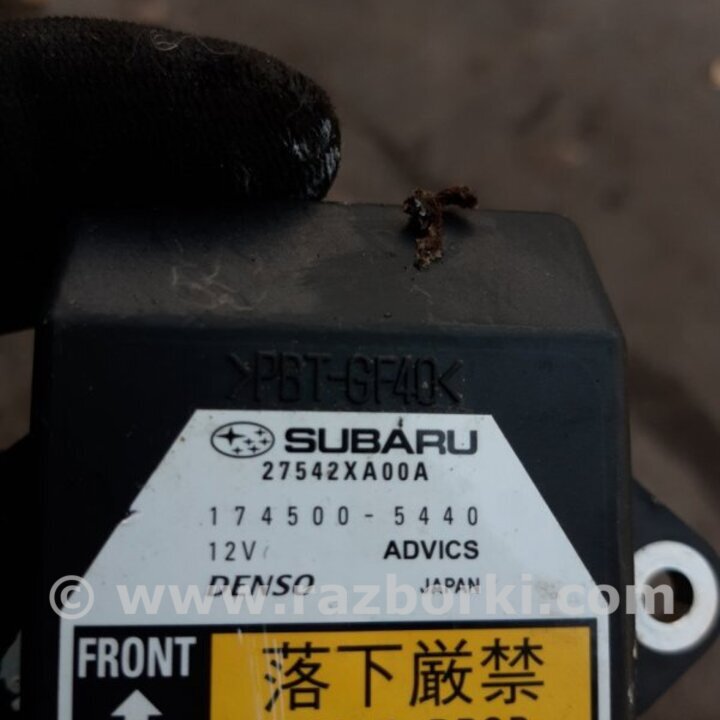 >PBT-GF40<
SUBARU
27542XA00A
174500-5440
12V ADVICS
DENSO JAPAN
© www.razborki.com
FRONT 落下厳禁